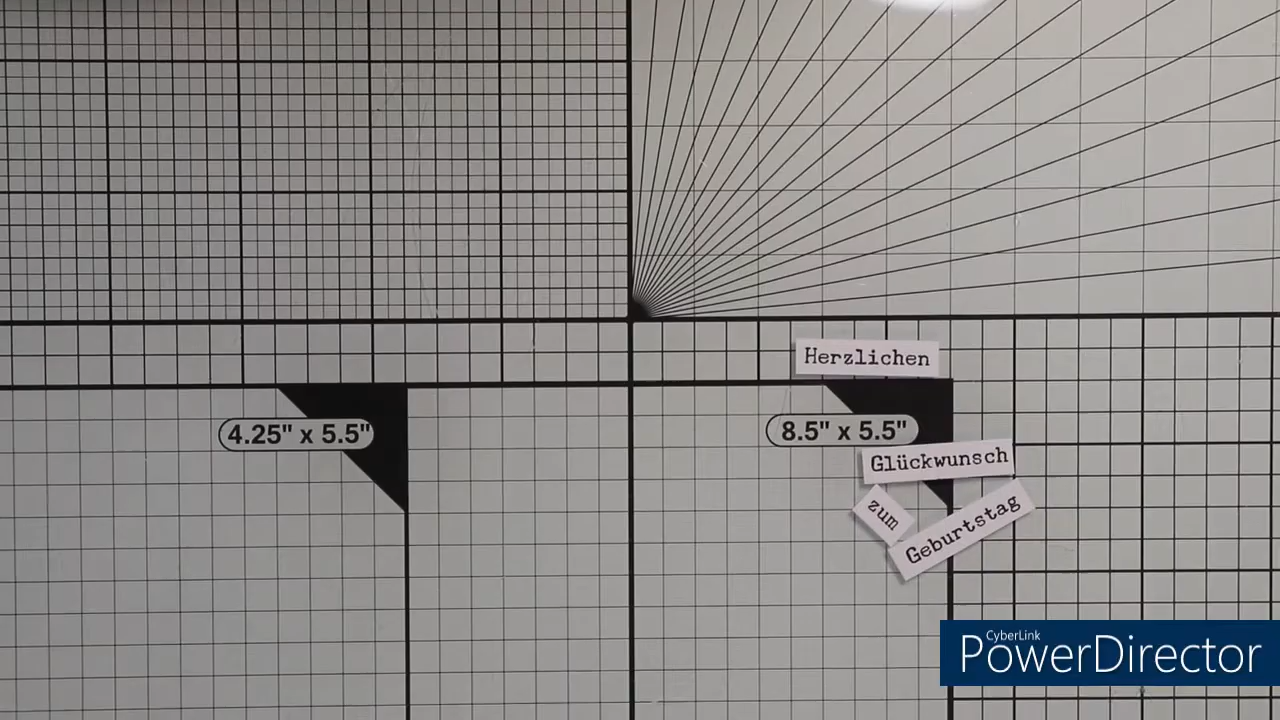 Herzlichen
4.25" x 5.5"
8.5" x 5.5"
Glückwunsch
zum
Geburtstag
CyberLink
PowerDirector